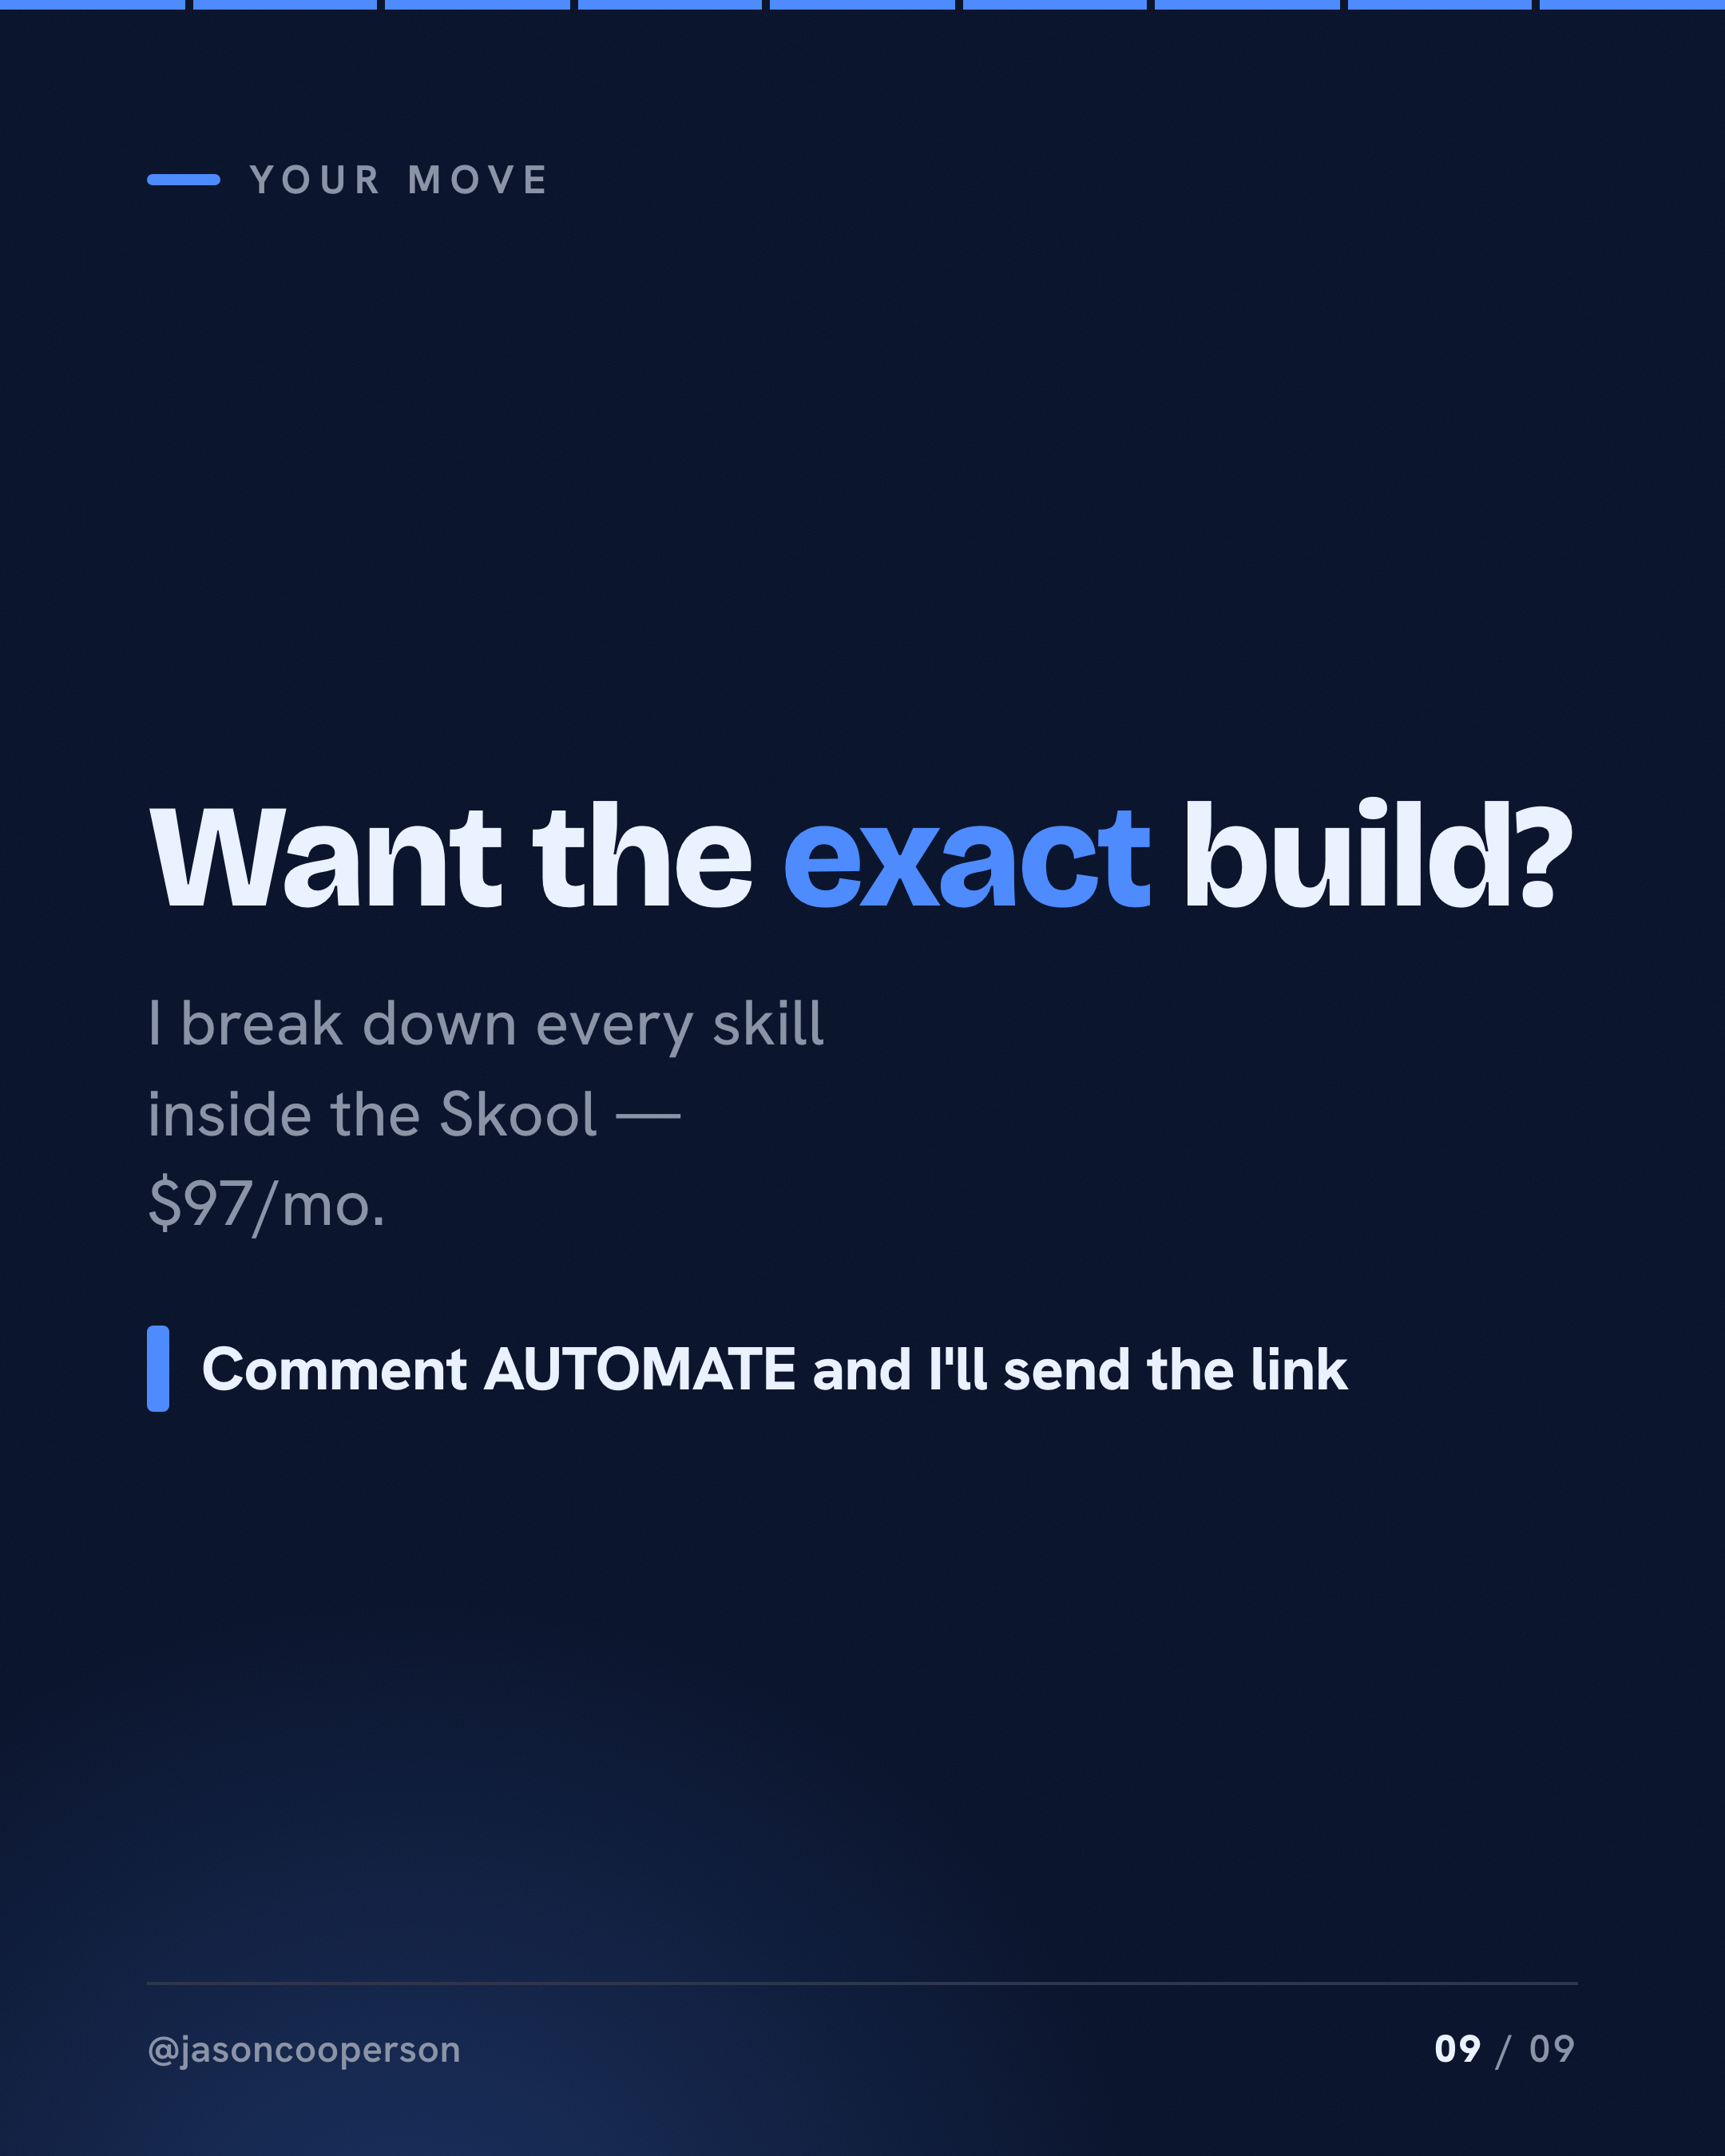 YOUR MOVE
Want the exact build?
I break down every skill
inside the Skool —
$97/mo.
Comment AUTOMATE and I'll send the link
@jasoncooperson
09 / 09